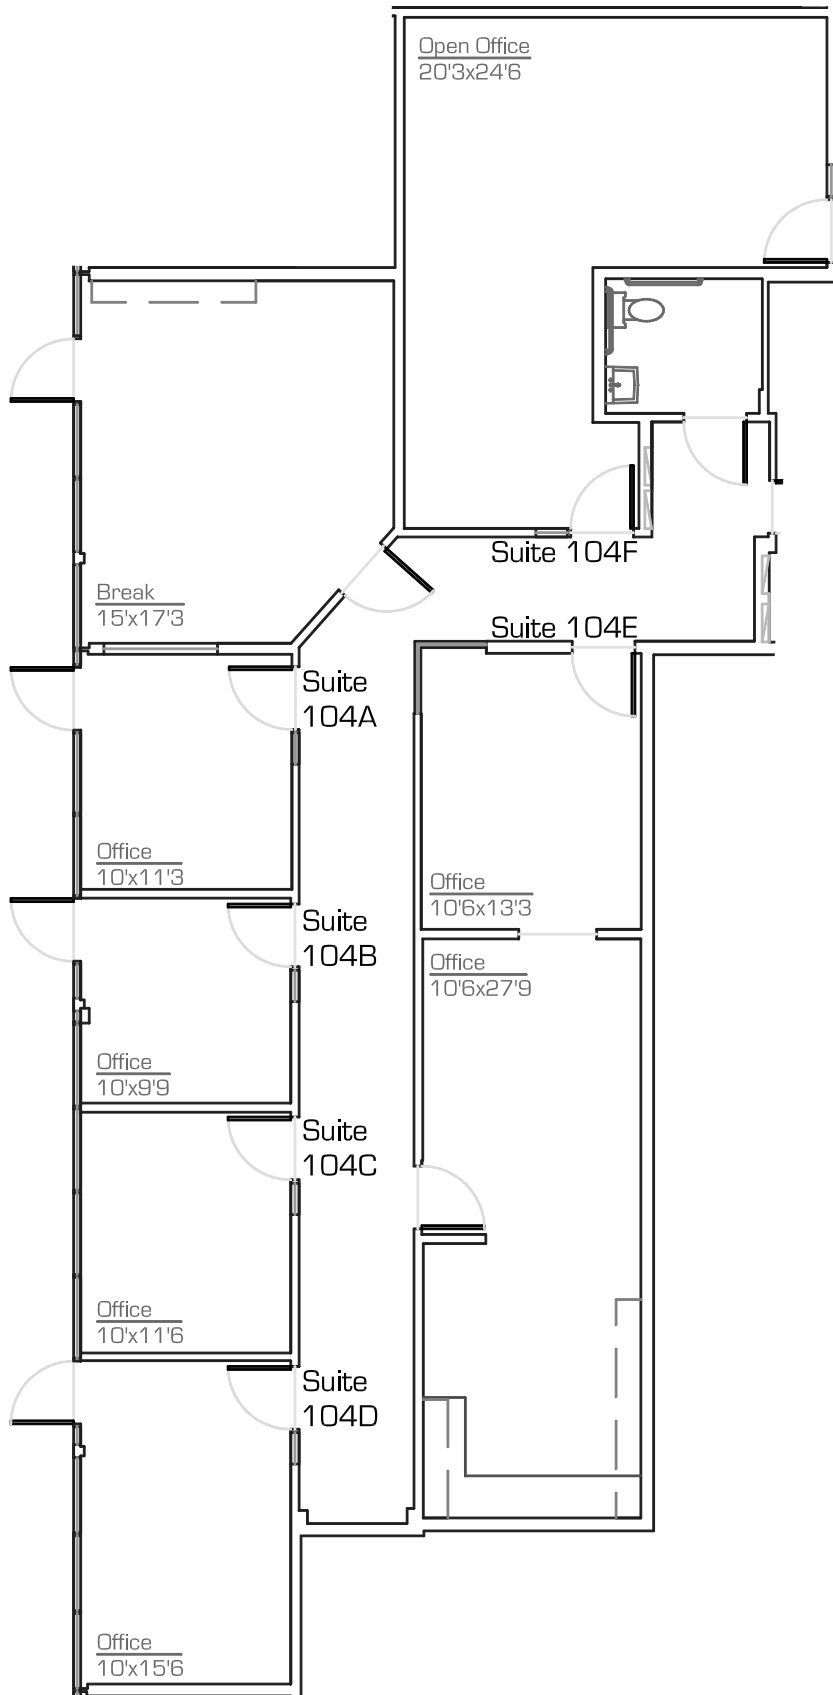 Open Office
20'3x24'6
Suite 104F
Break
15'x17'3
Suite 104E
Suite
104A
Office
10'x11'3
Office
10'6x13'3
Suite
104B
Office
10'6x27'9
Office
10'x9'9
Suite
104C
Office
10'x11'6
Suite
104D
Office
10'x15'6